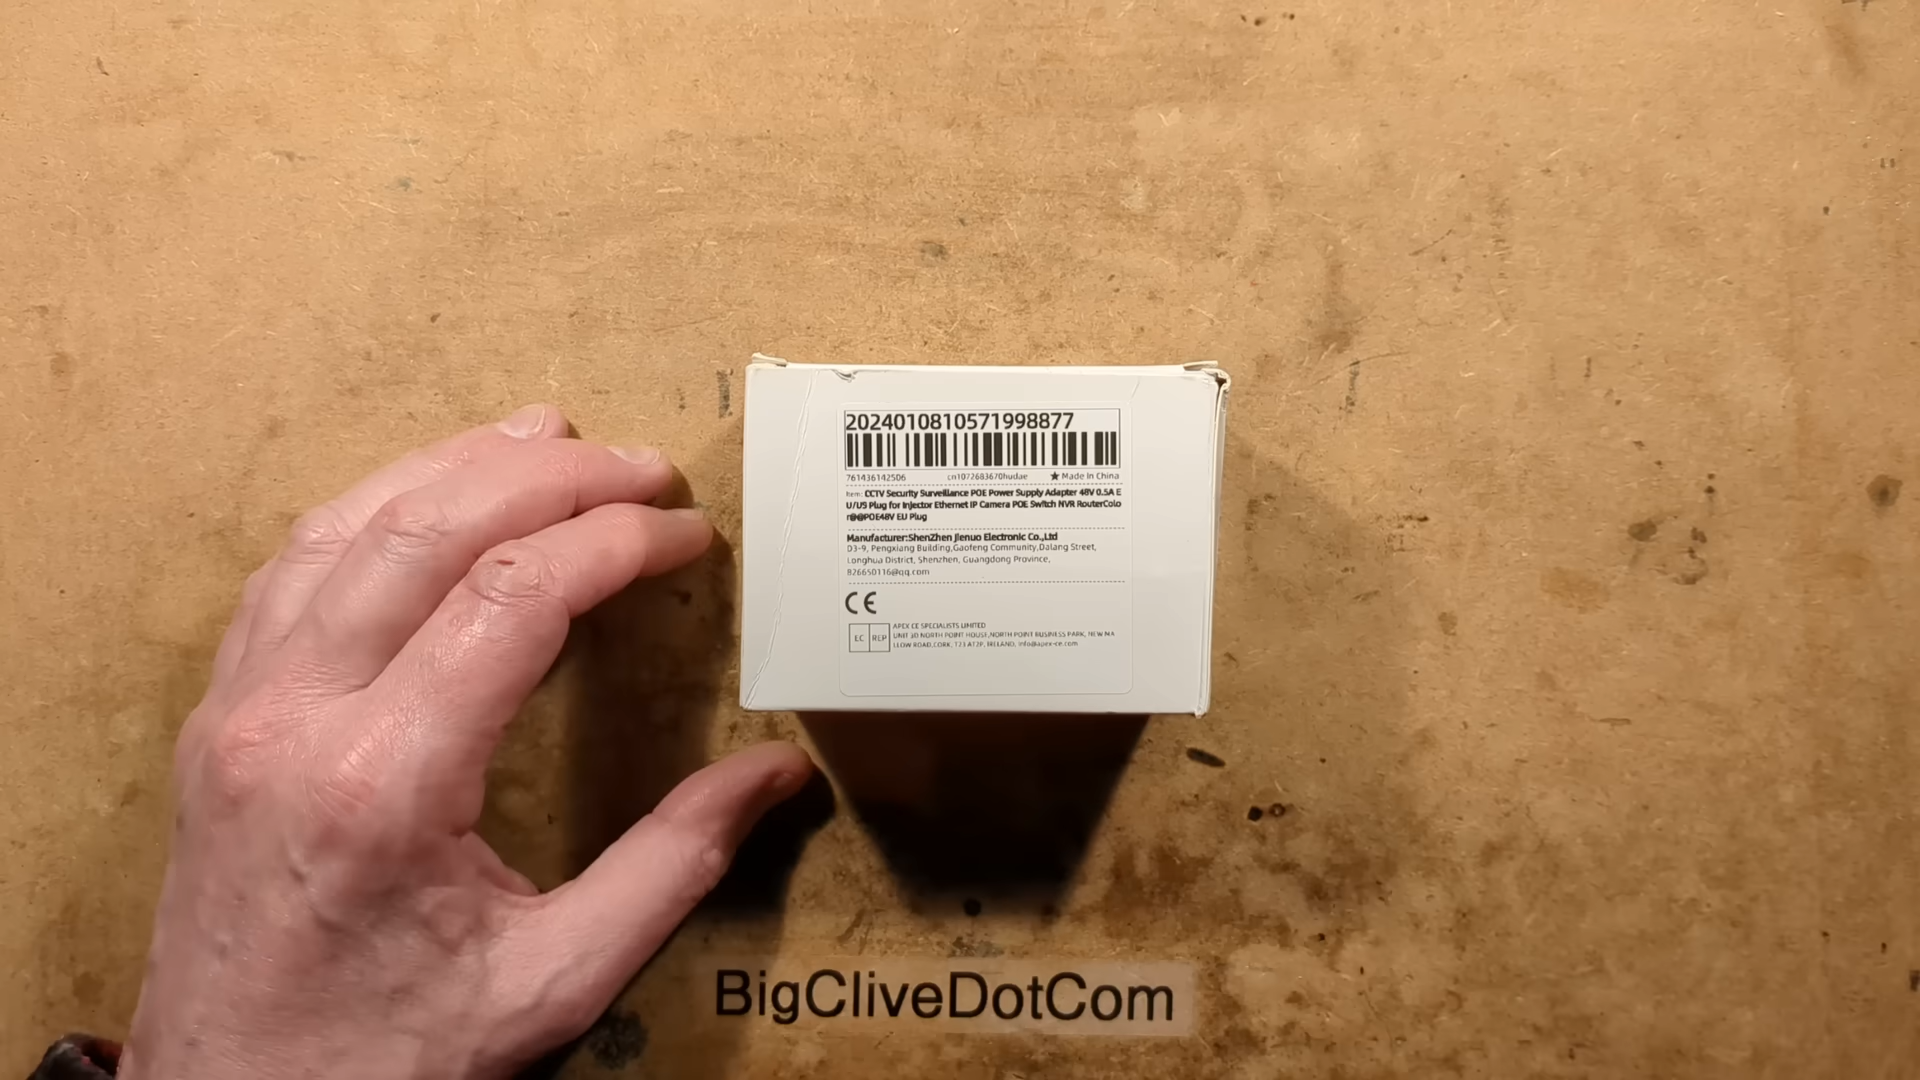 2024010810571998877
761436142506 cn1072683670hudae ★ Made In China
Item: CCTV Security Surveillance POE Power Supply Adapter 48V 0.5A E
U/US Plug for Injector Ethernet IP Camera POE Switch NVR RouterColo
r@@POE48V EU Plug
Manufacturer:ShenZhen Jienuo Electronic Co.,Ltd
D3-9, Pengxiang Building,Gaofeng Community,Dalang Street,
Longhua District, Shenzhen, Guangdong Province,
826650116@qq.com
CE
EC REP
APEX CE SPECIALISTS LIMITED
UNIT 3D NORTH POINT HOUSE,NORTH POINT BUSINESS PARK, NEW MA
LLOW ROAD,CORK, T23 AT2P, IRELAND, info@apex-ce.com
BigCliveDotCom